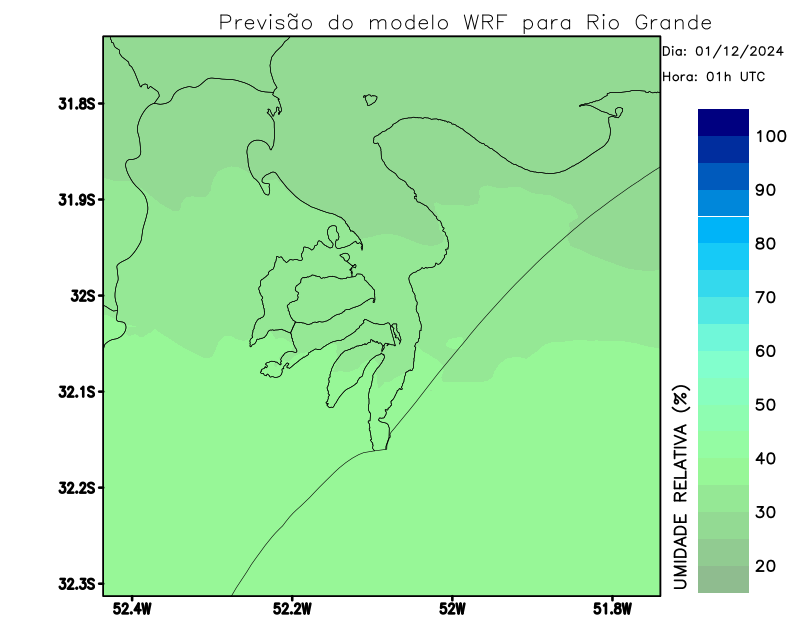 Previsão do modelo WRF para Rio Grande
Dia: 01/12/2024
Hora: 01h UTC
31.8S
31.9S
32S
32.1S
32.2S
32.3S
52.4W
52.2W
52W
51.8W
100
90
80
70
60
50
40
30
20
UMIDADE RELATIVA (%)